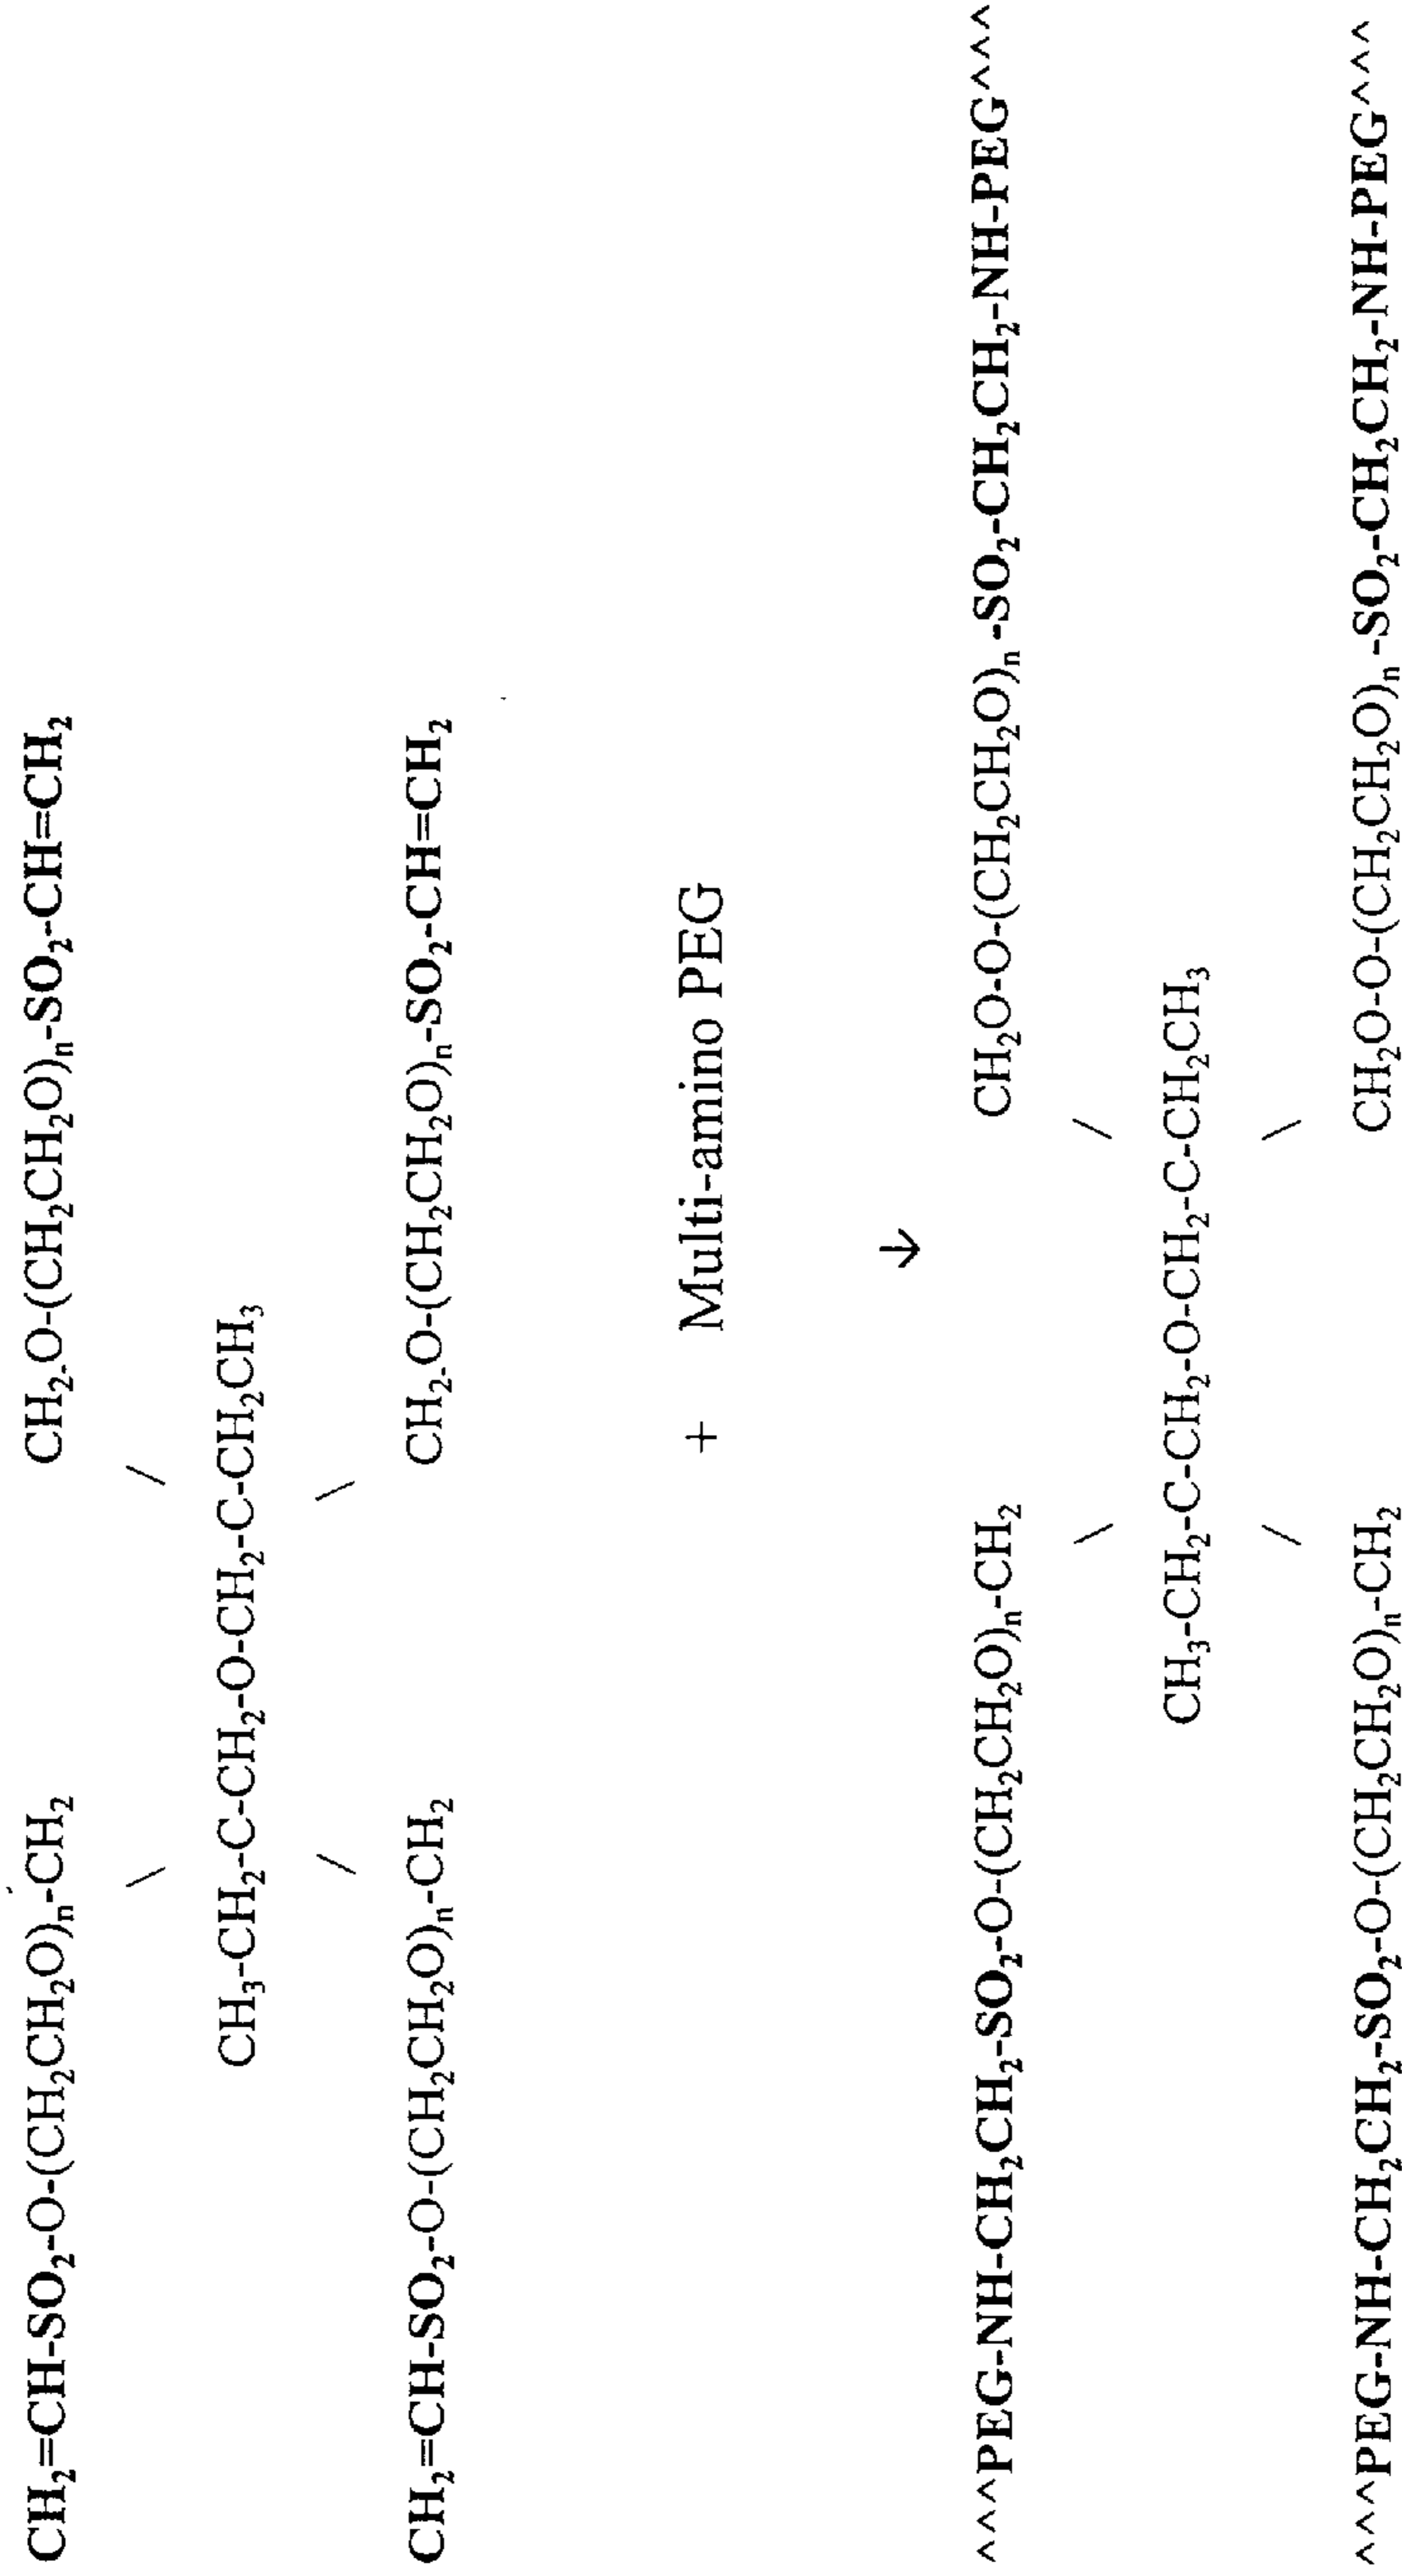 CH₂=CH-SO₂-O-(CH₂CH₂O)ₙ-CH₂ CH₂-O-(CH₂CH₂O)ₙ-SO₂-CH=CH₂
\ /
CH₃-CH₂-C-CH₂-O-CH₂-C-CH₂CH₃
/ \
CH₂=CH-SO₂-O-(CH₂CH₂O)ₙ-CH₂ CH₂-O-(CH₂CH₂O)ₙ-SO₂-CH=CH₂
+ Multi-amino PEG
↓
^^^PEG-NH-CH₂CH₂-SO₂-O-(CH₂CH₂O)ₙ-CH₂ CH₂O-O-(CH₂CH₂O)ₙ-SO₂-CH₂CH₂-NH-PEG^^^
\ /
CH₃-CH₂-C-CH₂-O-CH₂-C-CH₂CH₃
/ \
^^^PEG-NH-CH₂CH₂-SO₂-O-(CH₂CH₂O)ₙ-CH₂ CH₂O-O-(CH₂CH₂O)ₙ-SO₂-CH₂CH₂-NH-PEG^^^